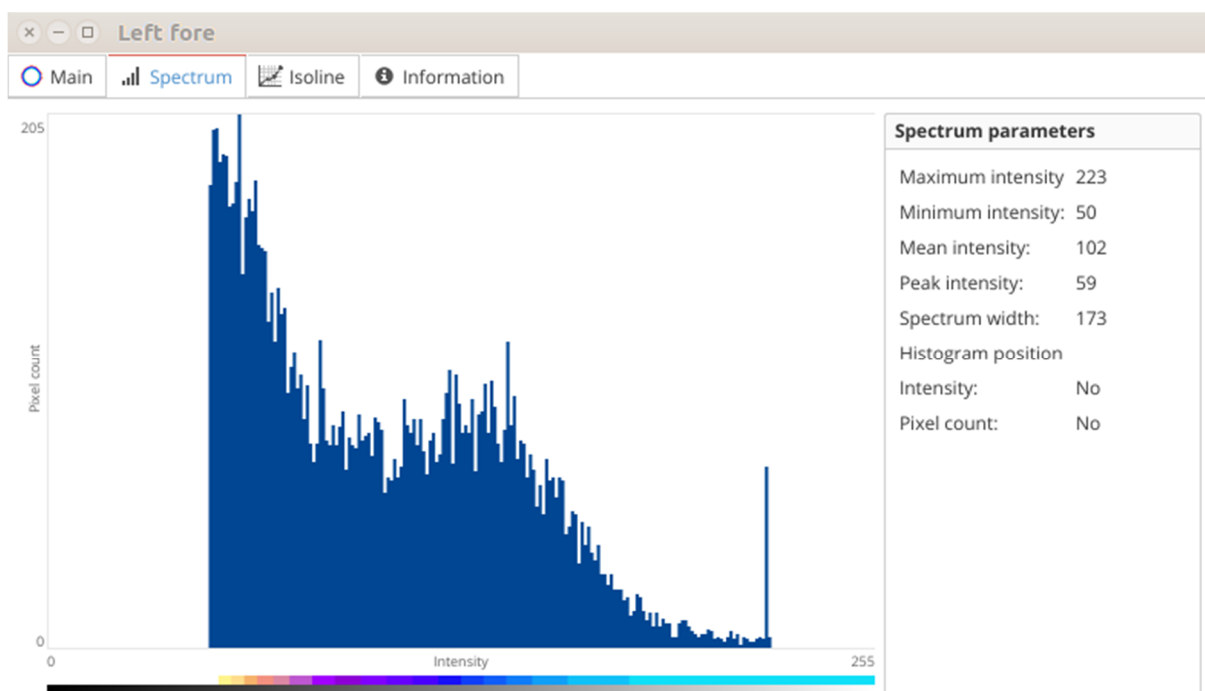 Left fore
Main Spectrum Isoline Information
205
Pixel count
0
0 Intensity 255
Spectrum parameters
Maximum intensity 223
Minimum intensity: 50
Mean intensity: 102
Peak intensity: 59
Spectrum width: 173
Histogram position
Intensity: No
Pixel count: No